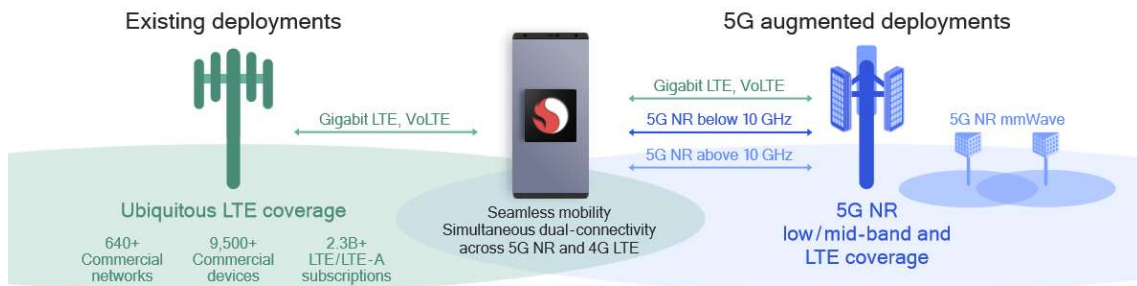 Existing deployments
5G augmented deployments
Gigabit LTE, VoLTE
Gigabit LTE, VoLTE
5G NR below 10 GHz
5G NR above 10 GHz
5G NR mmWave
Ubiquitous LTE coverage
640+
Commercial
networks
9,500+
Commercial
devices
2.3B+
LTE/LTE-A
subscriptions
Seamless mobility
Simultaneous dual-connectivity
across 5G NR and 4G LTE
5G NR
low/mid-band and
LTE coverage